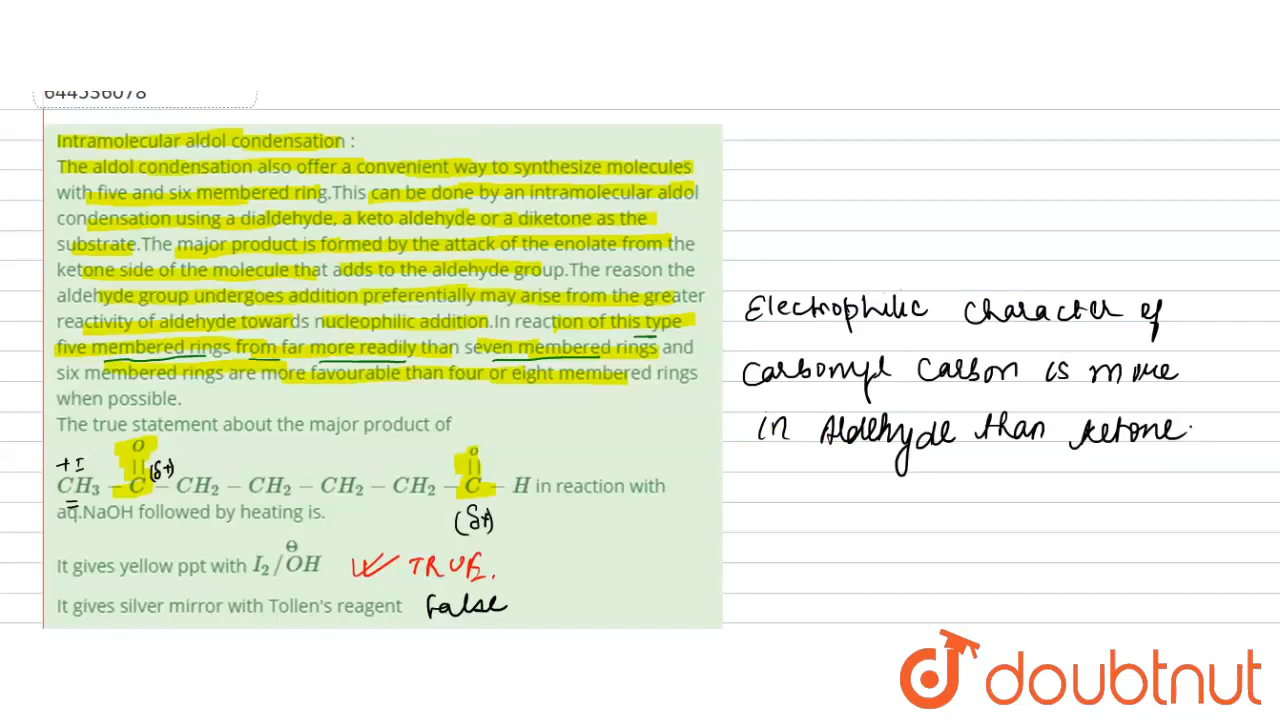 644536078
Intramolecular aldol condensation :
The aldol condensation also offer a convenient way to synthesize molecules
with five and six membered ring.This can be done by an intramolecular aldol
condensation using a dialdehyde, a keto aldehyde or a diketone as the
substrate.The major product is formed by the attack of the enolate from the
ketone side of the molecule that adds to the aldehyde group.The reason the
aldehyde group undergoes addition preferentially may arise from the greater
reactivity of aldehyde towards nucleophilic addition.In reaction of this type
five membered rings from far more readily than seven membered rings and
six membered rings are more favourable than four or eight membered rings
when possible.
The true statement about the major product of
O O
+I (δ+)
CH₃ – C – CH₂ – CH₂ – CH₂ – CH₂ – C – H in reaction with
aq.NaOH followed by heating is.
(δ+)
It gives yellow ppt with I₂/ΘOH TRUE.
It gives silver mirror with Tollen's reagent False
Electrophilic character of
carbonyl carbon is more
in Aldehyde than ketone.
doubtnut